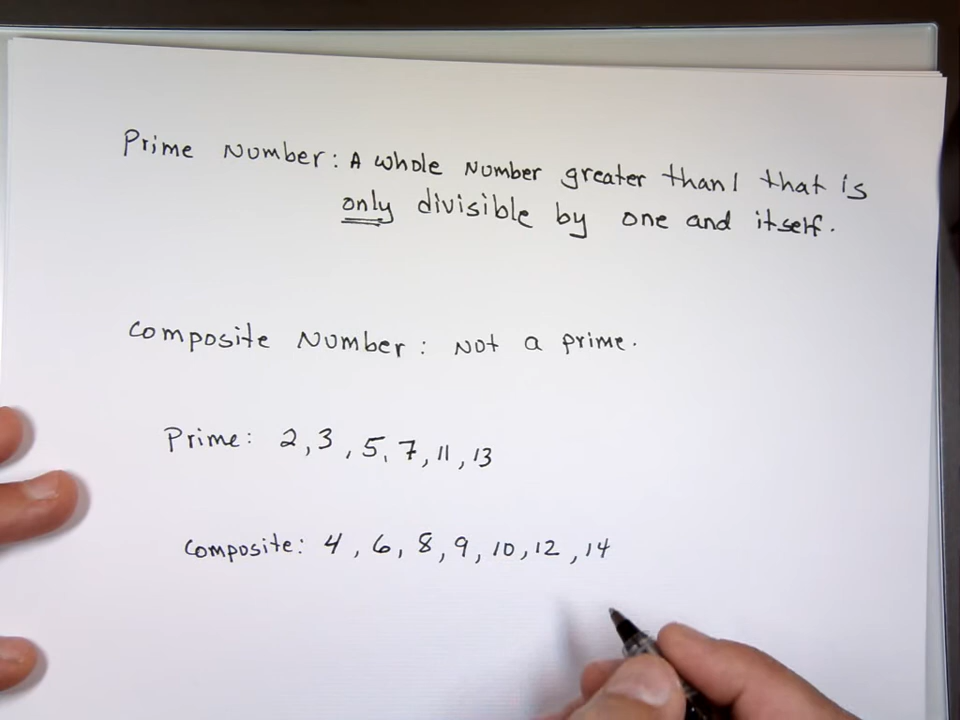 Prime Number: A whole Number greater than 1 that is
only divisible by one and itself.
Composite Number: Not a prime.
Prime: 2, 3, 5, 7, 11, 13
Composite: 4, 6, 8, 9, 10, 12, 14